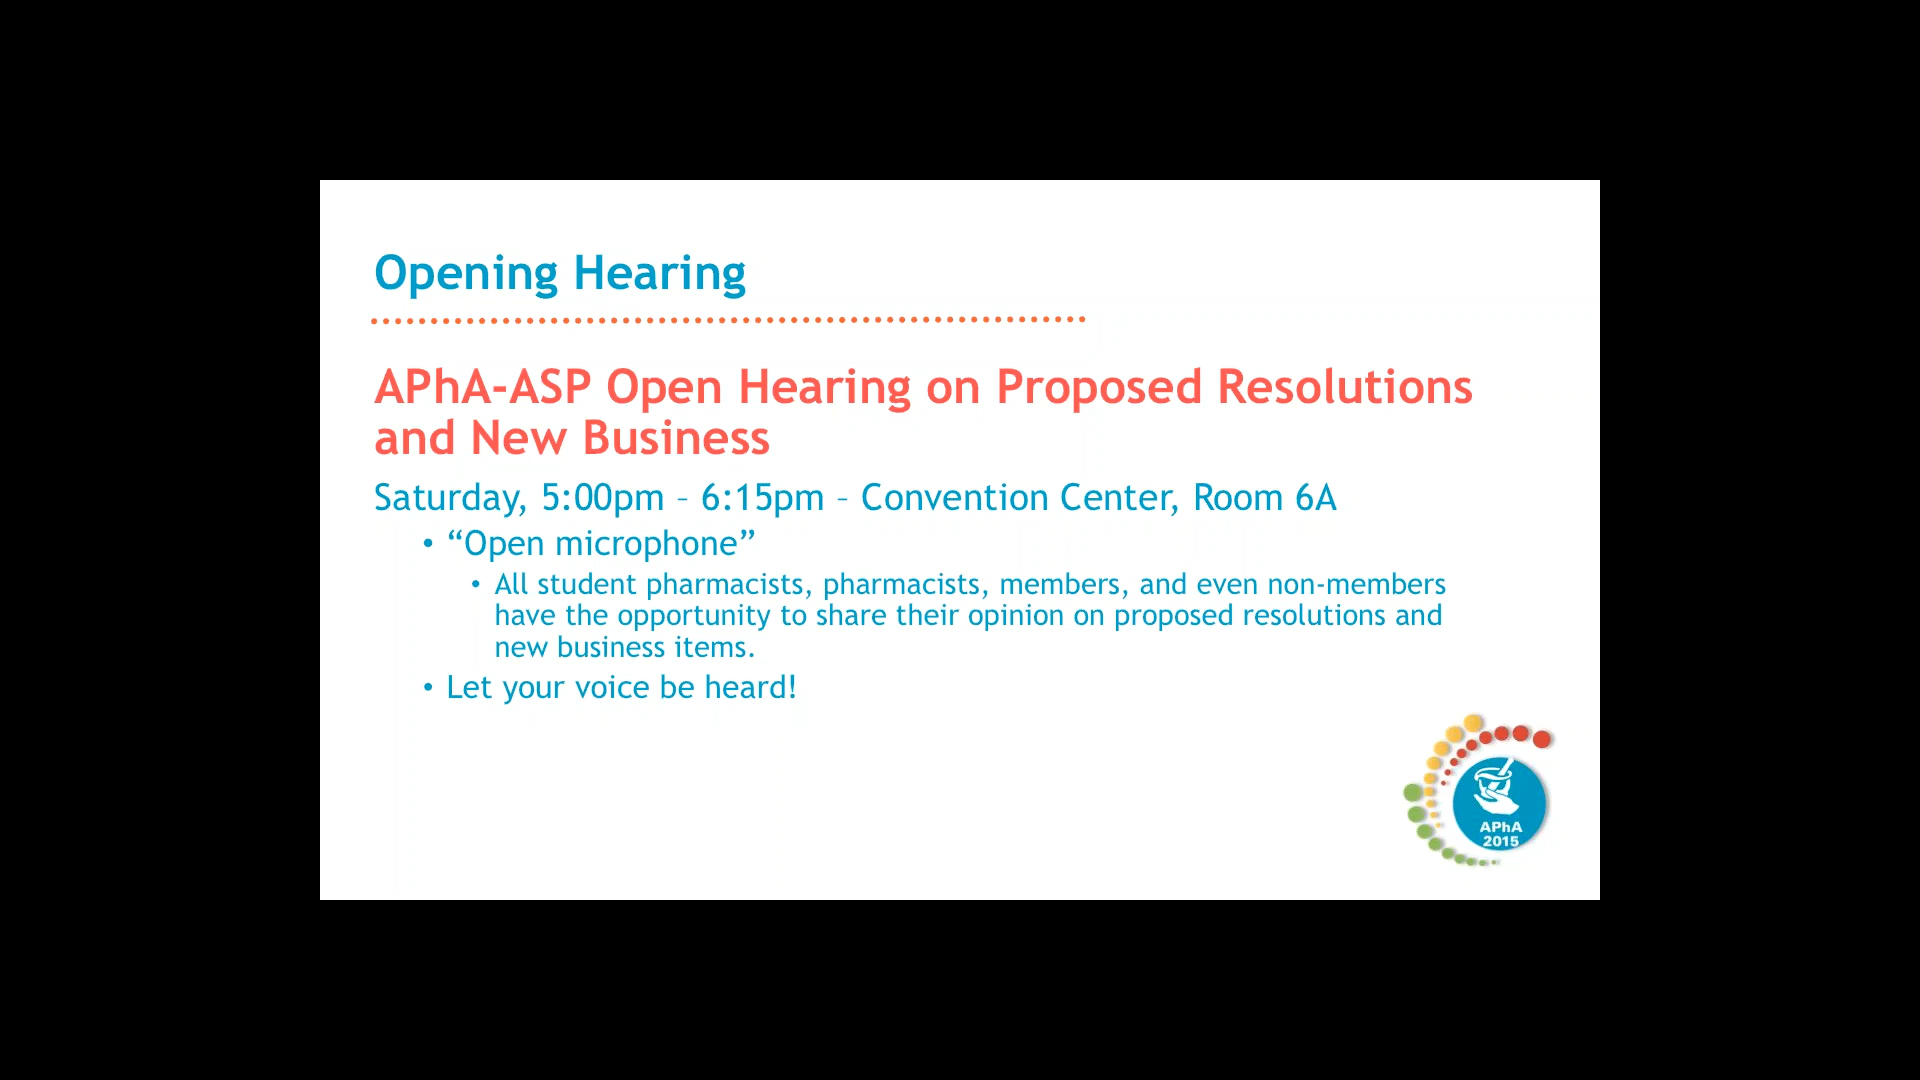 Opening Hearing
APhA-ASP Open Hearing on Proposed Resolutions
and New Business
Saturday, 5:00pm – 6:15pm – Convention Center, Room 6A
• “Open microphone”
• All student pharmacists, pharmacists, members, and even non-members
have the opportunity to share their opinion on proposed resolutions and
new business items.
• Let your voice be heard!
APhA
2015